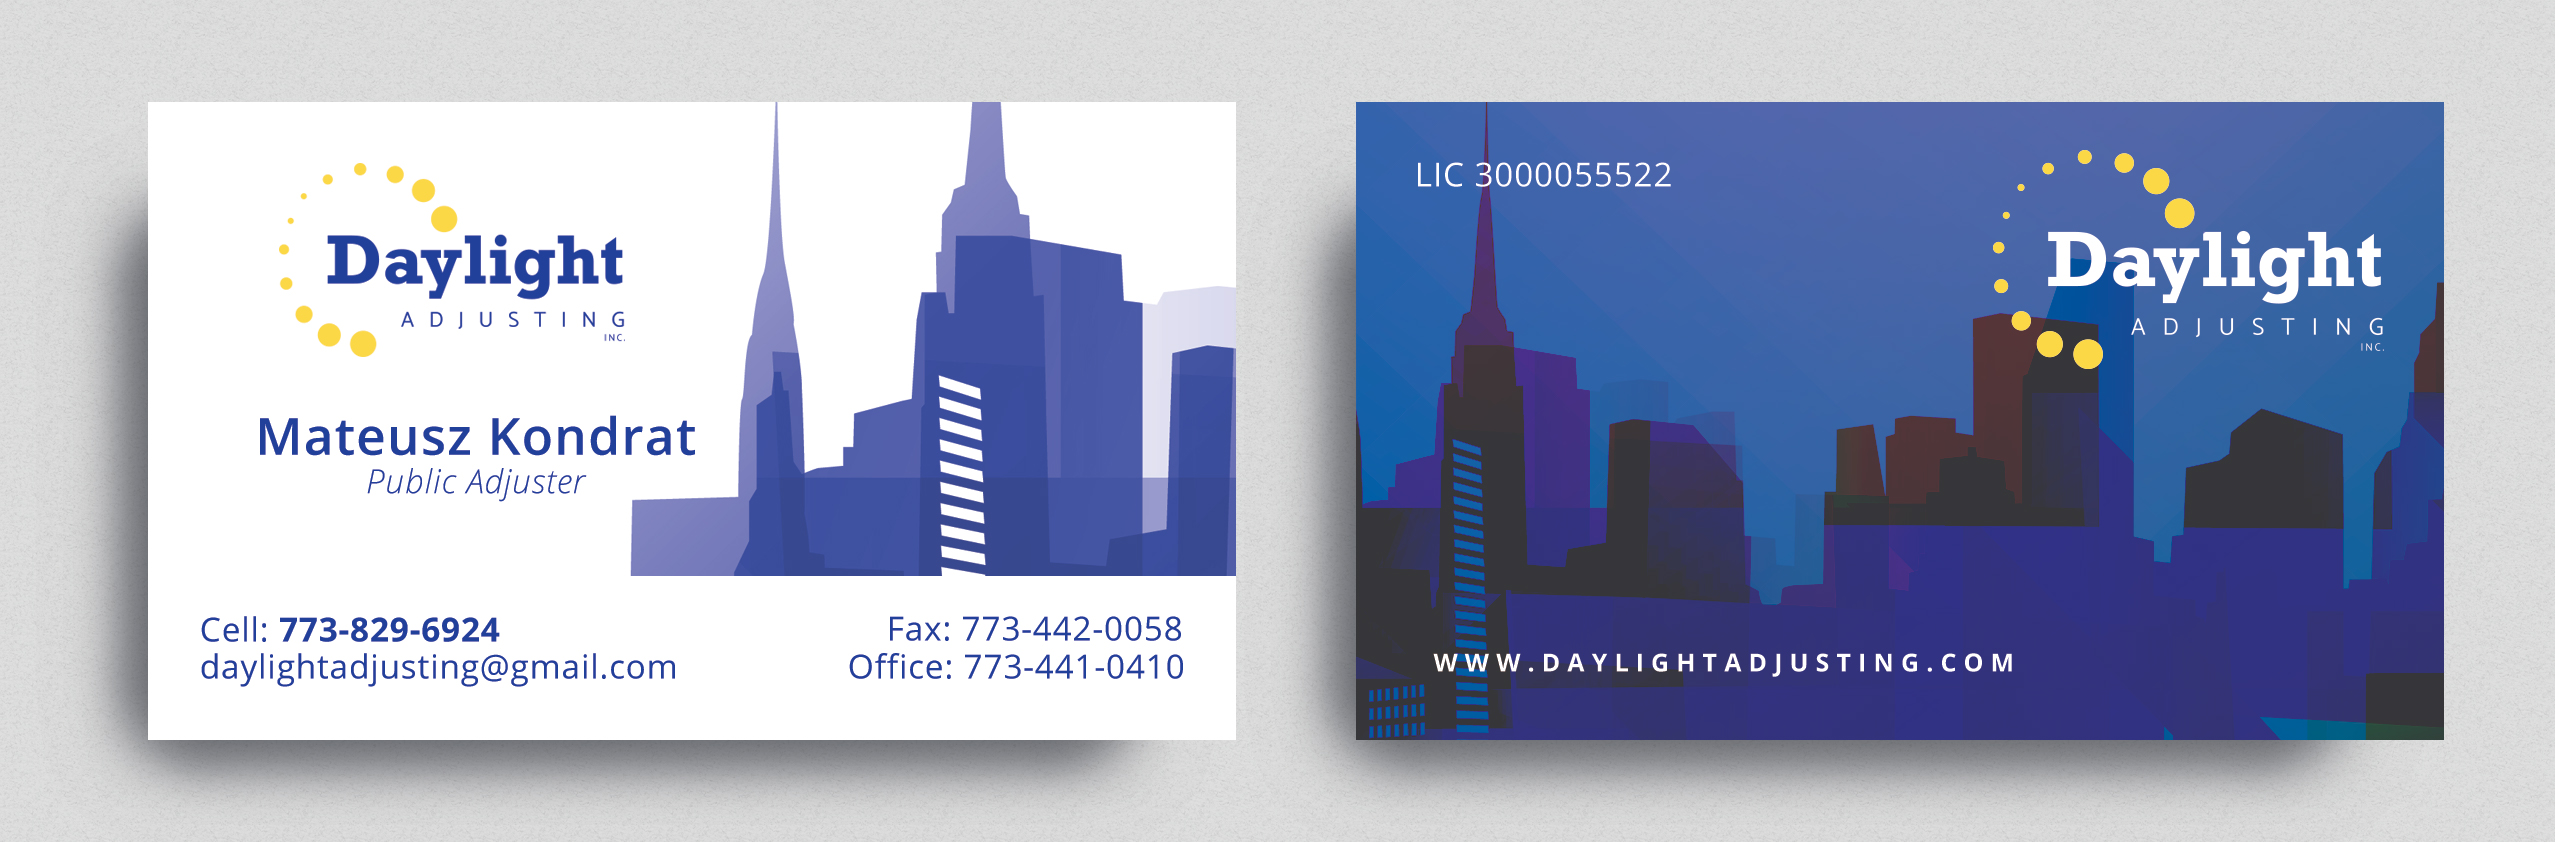 Daylight
ADJUSTING
INC.
Mateusz Kondrat
Public Adjuster
Cell: 773-829-6924
daylightadjusting@gmail.com
Fax: 773-442-0058
Office: 773-441-0410
LIC 3000055522
Daylight
ADJUSTING
INC.
WWW.DAYLIGHTADJUSTING.COM